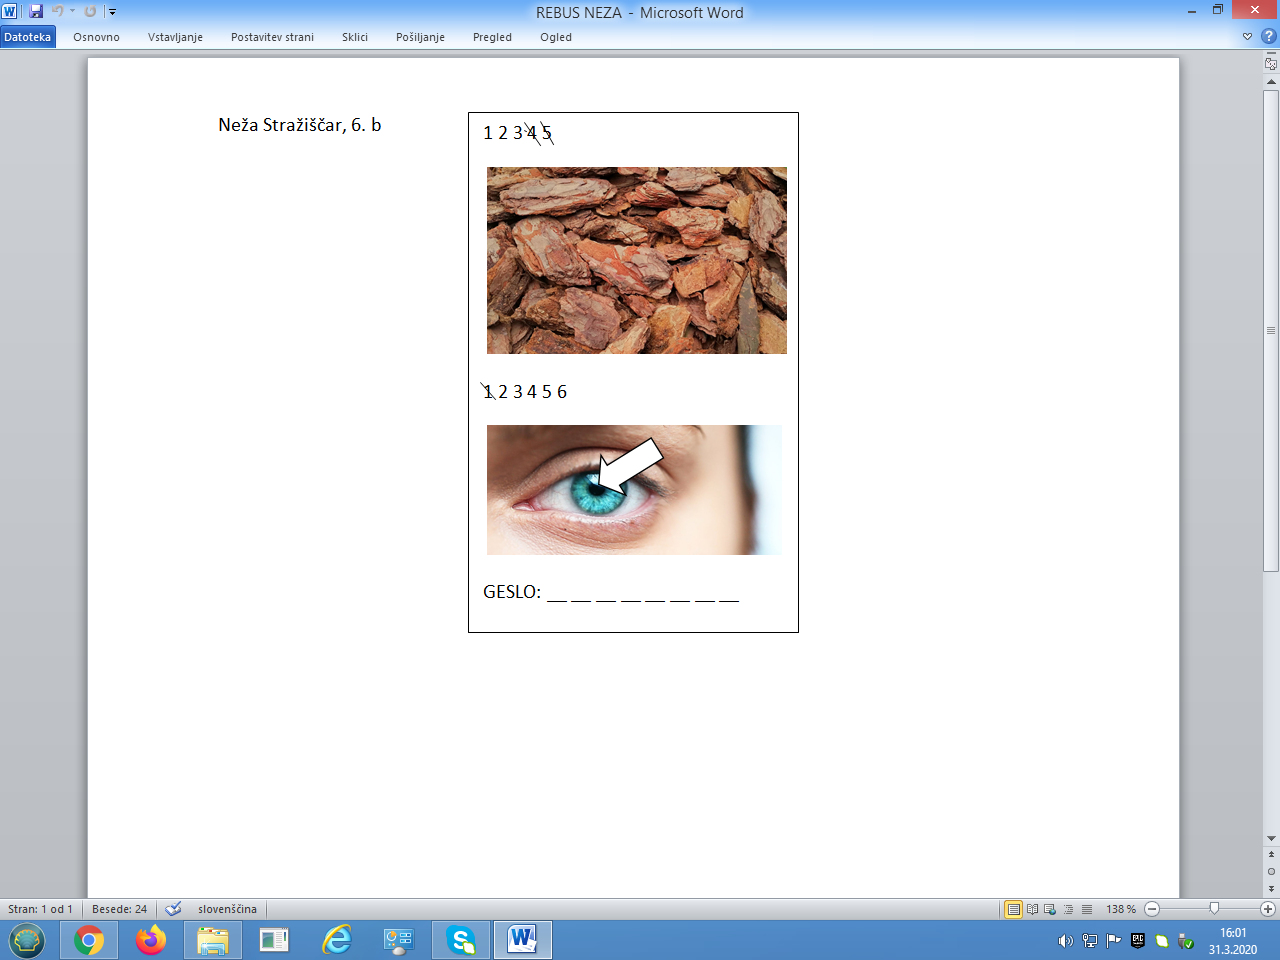 REBUS NEZA - Microsoft Word
Datoteka Osnovno Vstavljanje Postavitev strani Sklici Pošiljanje Pregled Ogled
Neža Stražiščar, 6. b
1 2 3 4 5
1 2 3 4 5 6
GESLO: __ __ __ __ __ __ __ __
Stran: 1 od 1 Besede: 24 slovenščina 138 %
16:01
31.3.2020